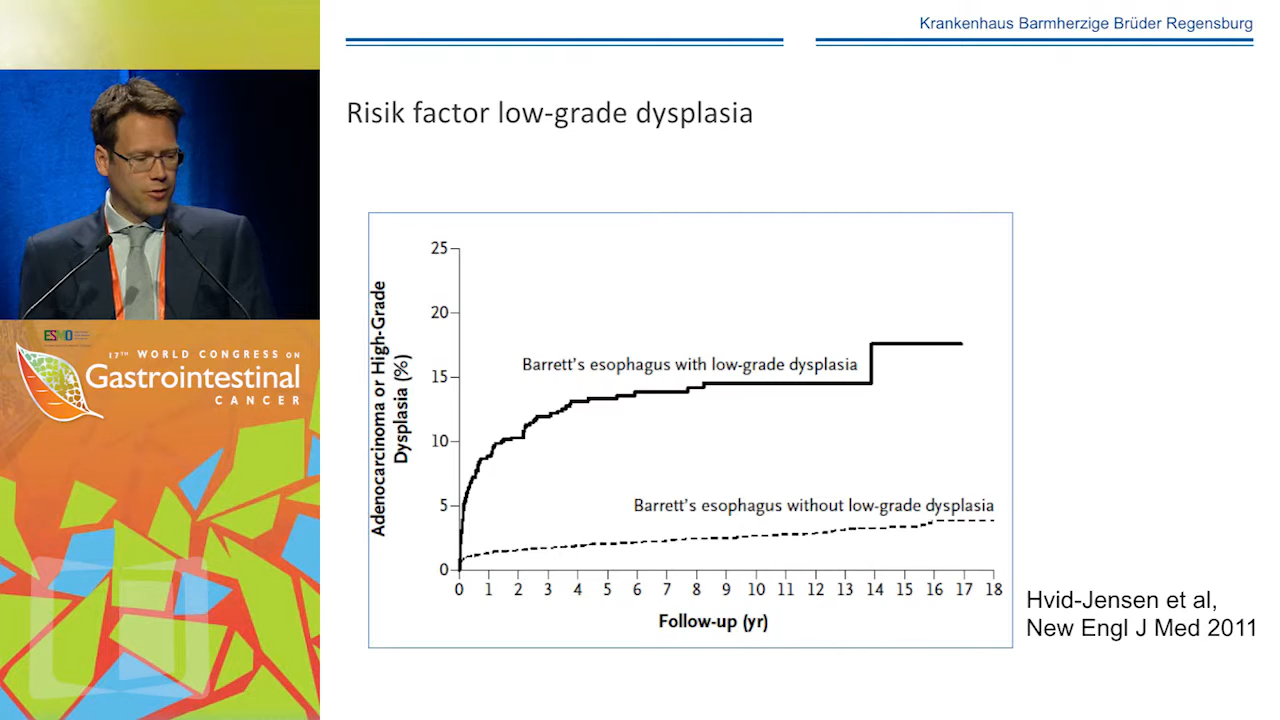 Krankenhaus Barmherzige Brüder Regensburg
Risik factor low-grade dysplasia
ESMO
17TH WORLD CONGRESS ON
Gastrointestinal
CANCER
Adenocarcinoma or High-Grade
Dysplasia (%)
25
20
15
10
5
0
Barrett's esophagus with low-grade dysplasia
Barrett's esophagus without low-grade dysplasia
0 1 2 3 4 5 6 7 8 9 10 11 12 13 14 15 16 17 18
Follow-up (yr)
Hvid-Jensen et al,
New Engl J Med 2011